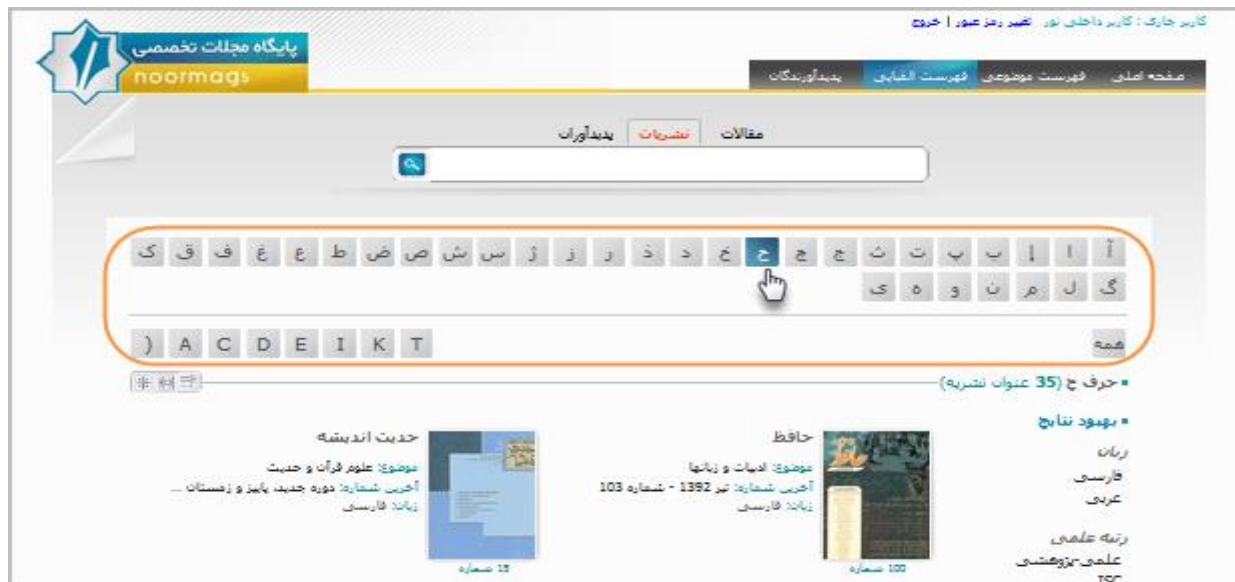 کاربر جاری : کاربر داخلی نور تغییر رمز عبور | خروج
پایگاه مجلات تخصصی
noormags
صفحه اصلی فهرست موضوعی فهرست الفبایی پدیدآورندگان
مقالات نشریات پدیدآوران
آ ا إ ب پ ت ث ج چ ح خ د ذ ر ز ژ س ش ص ض ط ع غ ف ق ک
گ ل م ن و ه ی
همه
) A C D E I K T
حرف ح (35 عنوان نشریه)
بهبود نتایج
زبان
فارسی
عربی
رتبه علمی
علمی-پژوهشی
ISC
حافظ
موضوع: ادبیات و زبانها
آخرین شماره: تیر 1392 - شماره 103
زبان: فارسی
100 شماره
حدیث اندیشه
موضوع: علوم قرآن و حدیث
آخرین شماره: دوره جدید، پاییز و زمستان ...
زبان: فارسی
15 شماره